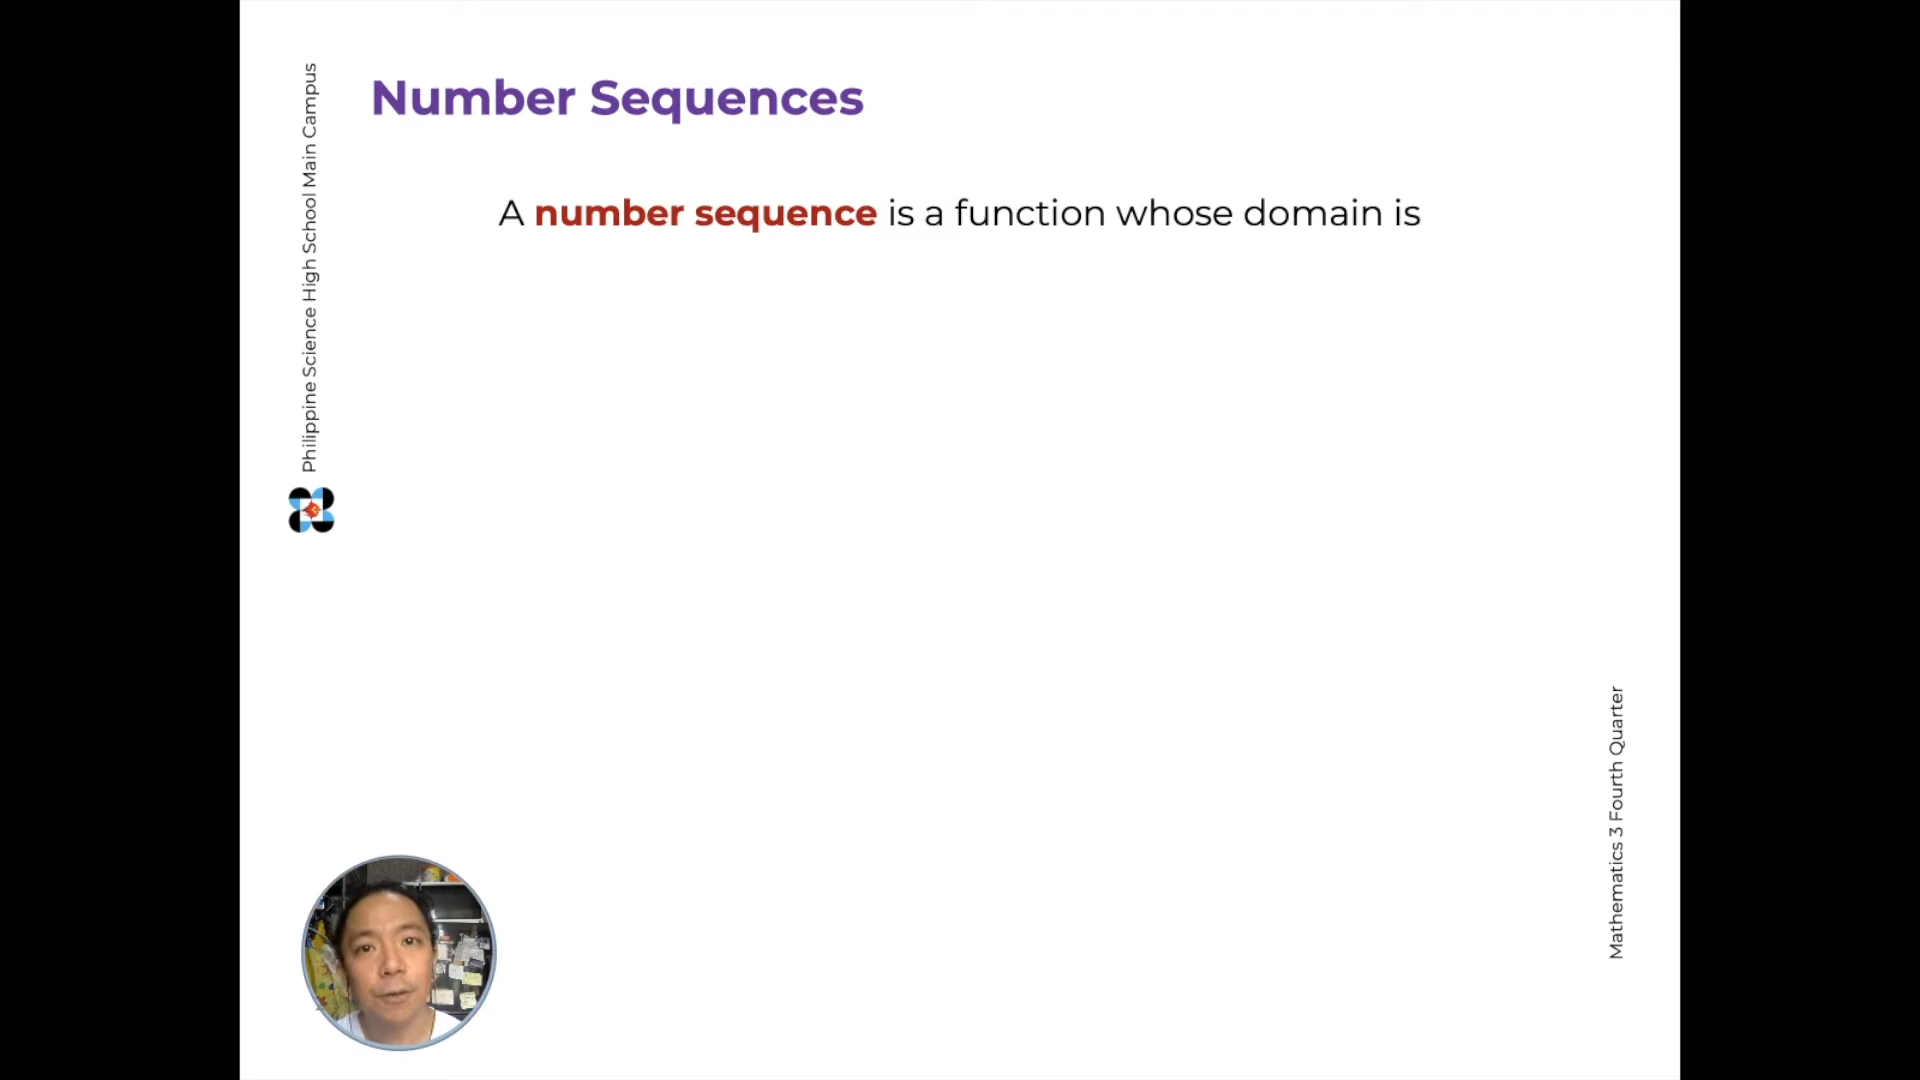 Number Sequences
A number sequence is a function whose domain is
Philippine Science High School Main Campus
Mathematics 3 Fourth Quarter